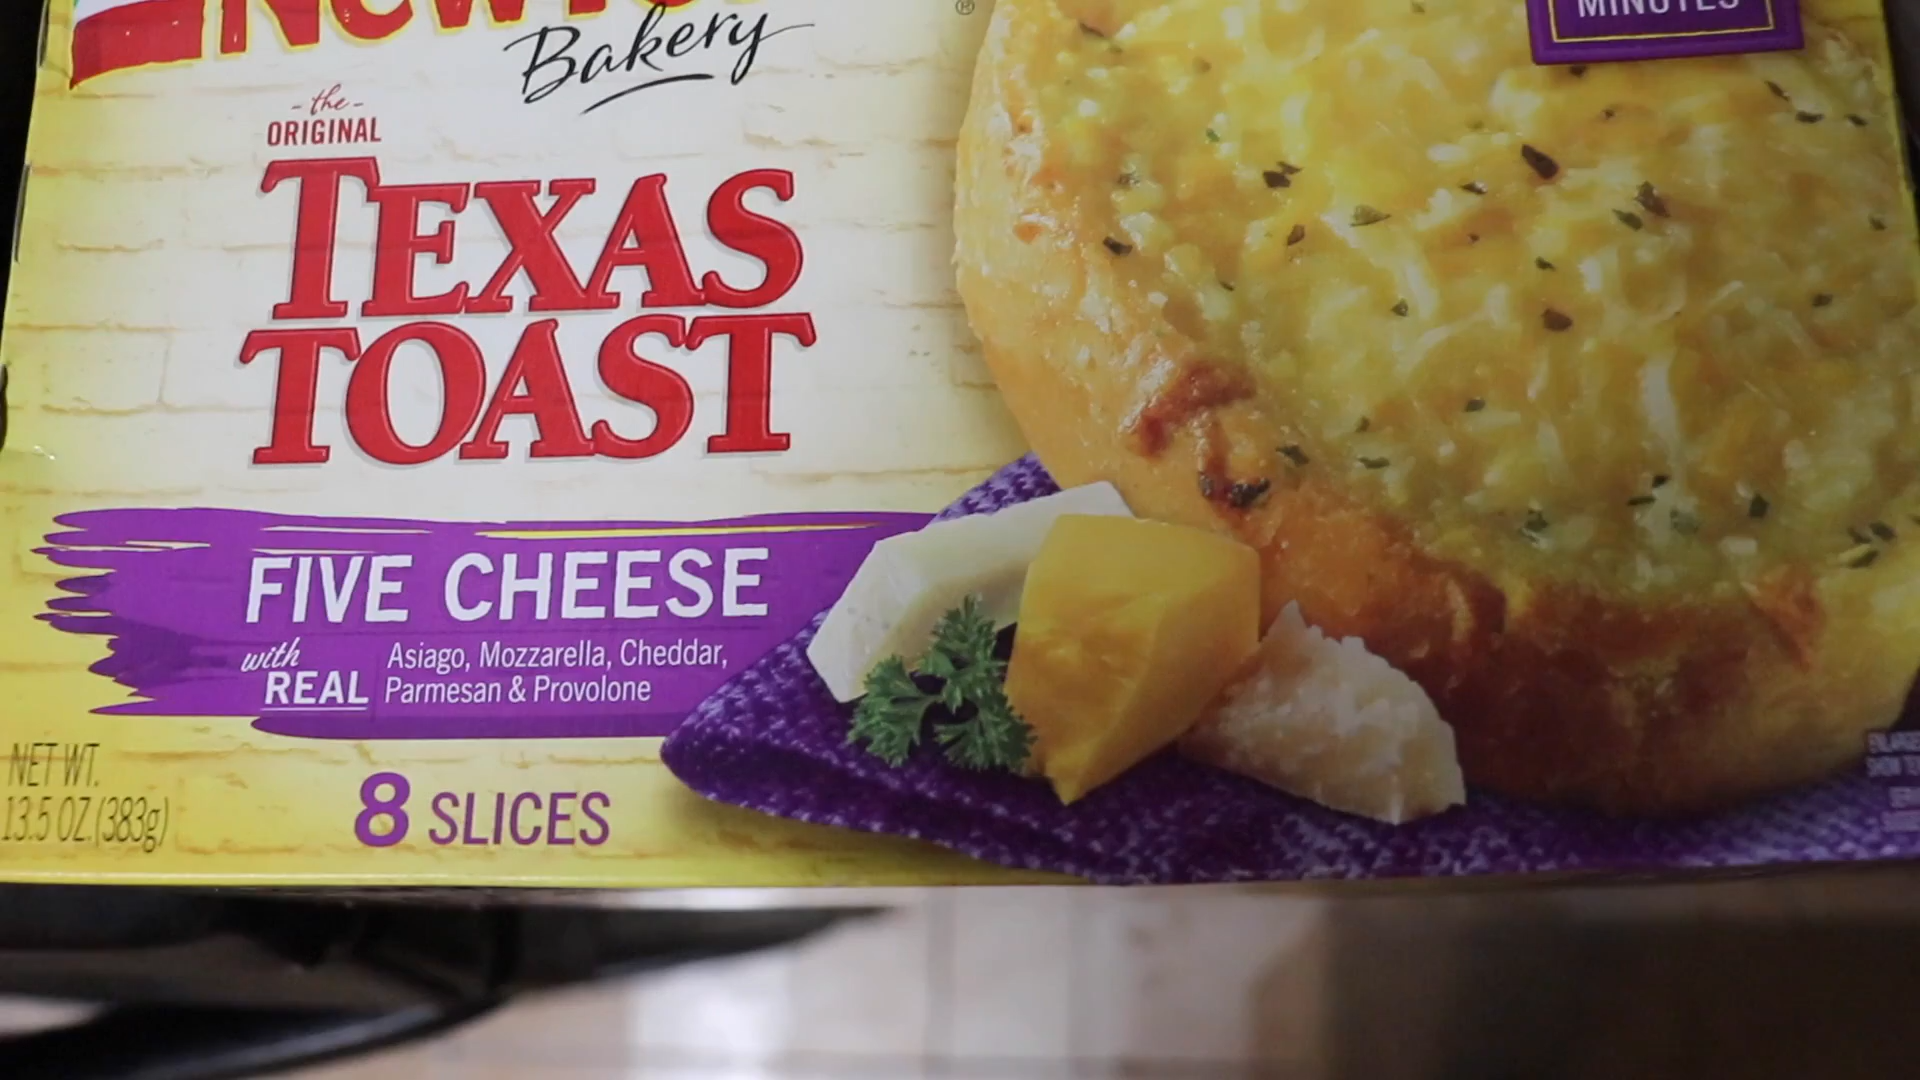 Bakery
®
- the -
ORIGINAL
TEXAS
TOAST
FIVE CHEESE
with REAL
Asiago, Mozzarella, Cheddar,
Parmesan & Provolone
NET WT.
13.5 OZ.(383g)
8 SLICES
MINUTES